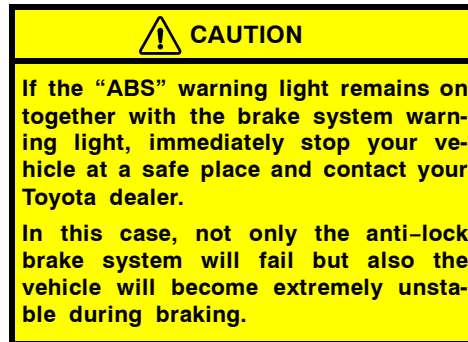 CAUTION
If the “ABS” warning light remains on
together with the brake system warn-
ing light, immediately stop your ve-
hicle at a safe place and contact your
Toyota dealer.
In this case, not only the anti–lock
brake system will fail but also the
vehicle will become extremely unsta-
ble during braking.